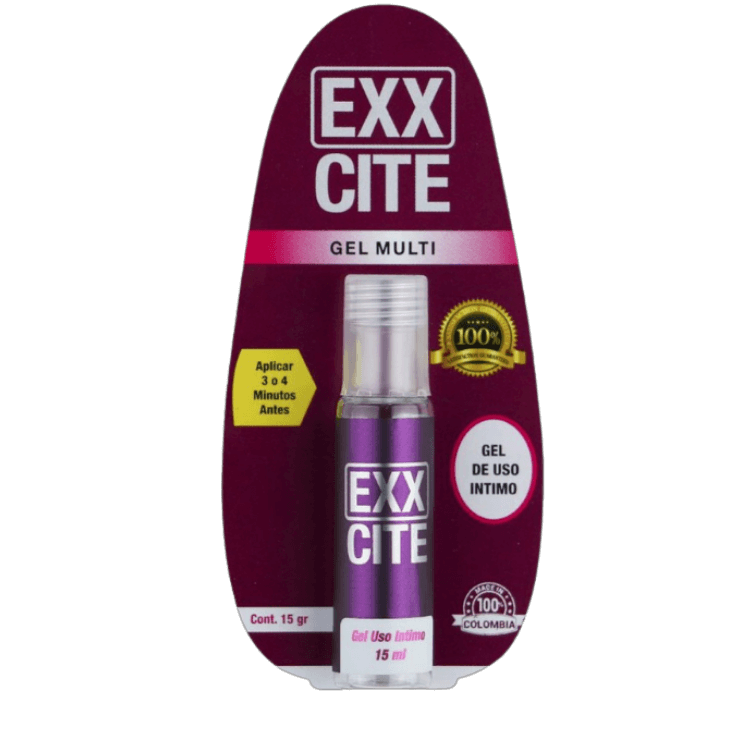 EXX
CITE
GEL MULTI
100%
Aplicar
3 o 4
Minutos
Antes
GEL
DE USO
INTIMO
EXX
CITE
MADE IN
100%
COLOMBIA
Cont. 15 gr
Gel Uso Intimo
15 ml